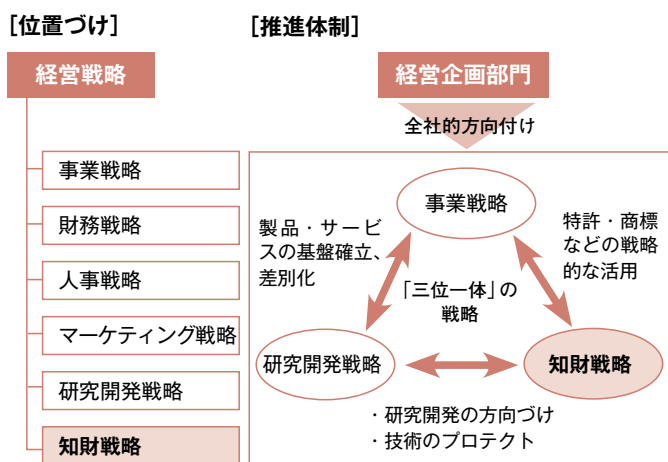 ［位置づけ］
経営戦略
事業戦略
財務戦略
人事戦略
マーケティング戦略
研究開発戦略
知財戦略
［推進体制］
経営企画部門
全社的方向付け
事業戦略
製品・サービ
スの基盤確立、
差別化
特許・商標
などの戦略
的な活用
「三位一体」の
戦略
研究開発戦略
知財戦略
・研究開発の方向づけ
・技術のプロテクト